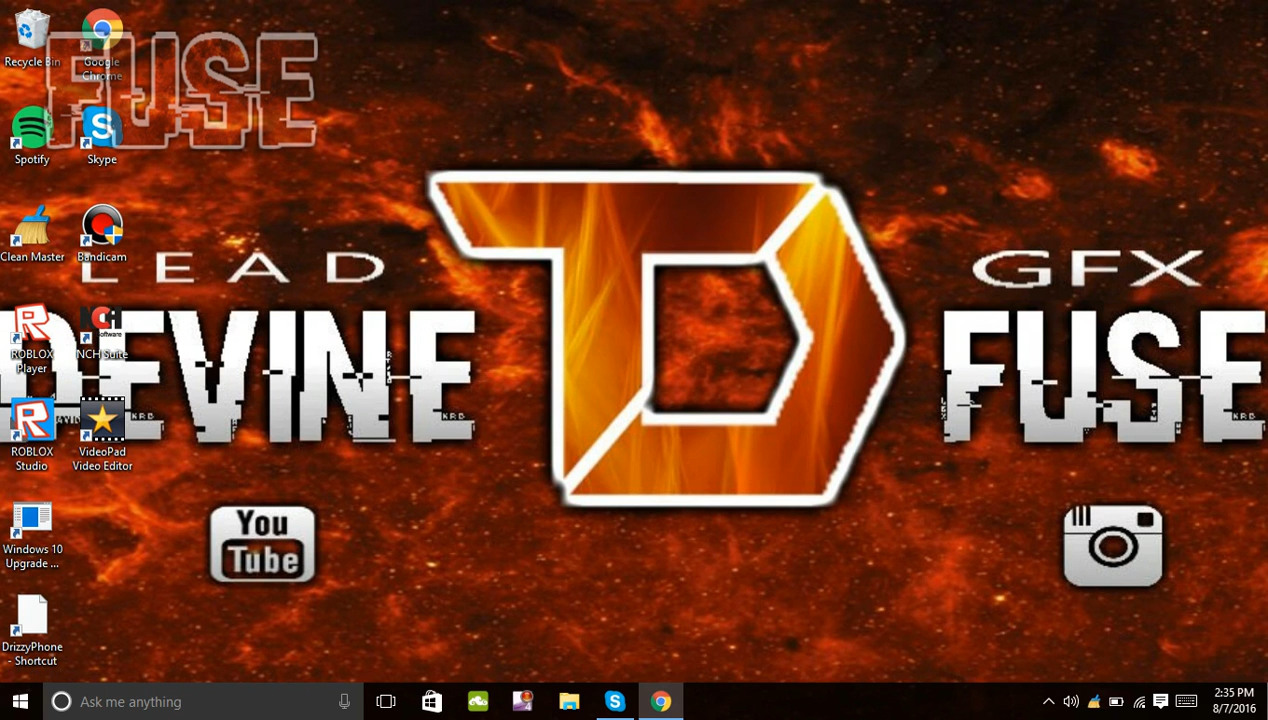 FUSE
Recycle Bin
Google
Chrome
Spotify
Skype
Clean Master
Bandicam
LEAD
GFX
DEVINE
FUSE
ROBLOX
Player
NCH Suite
ROBLOX
Studio
VideoPad
Video Editor
You
Tube
Windows 10
Upgrade ...
DrizzyPhone
- Shortcut
Ask me anything
2:35 PM
8/7/2016